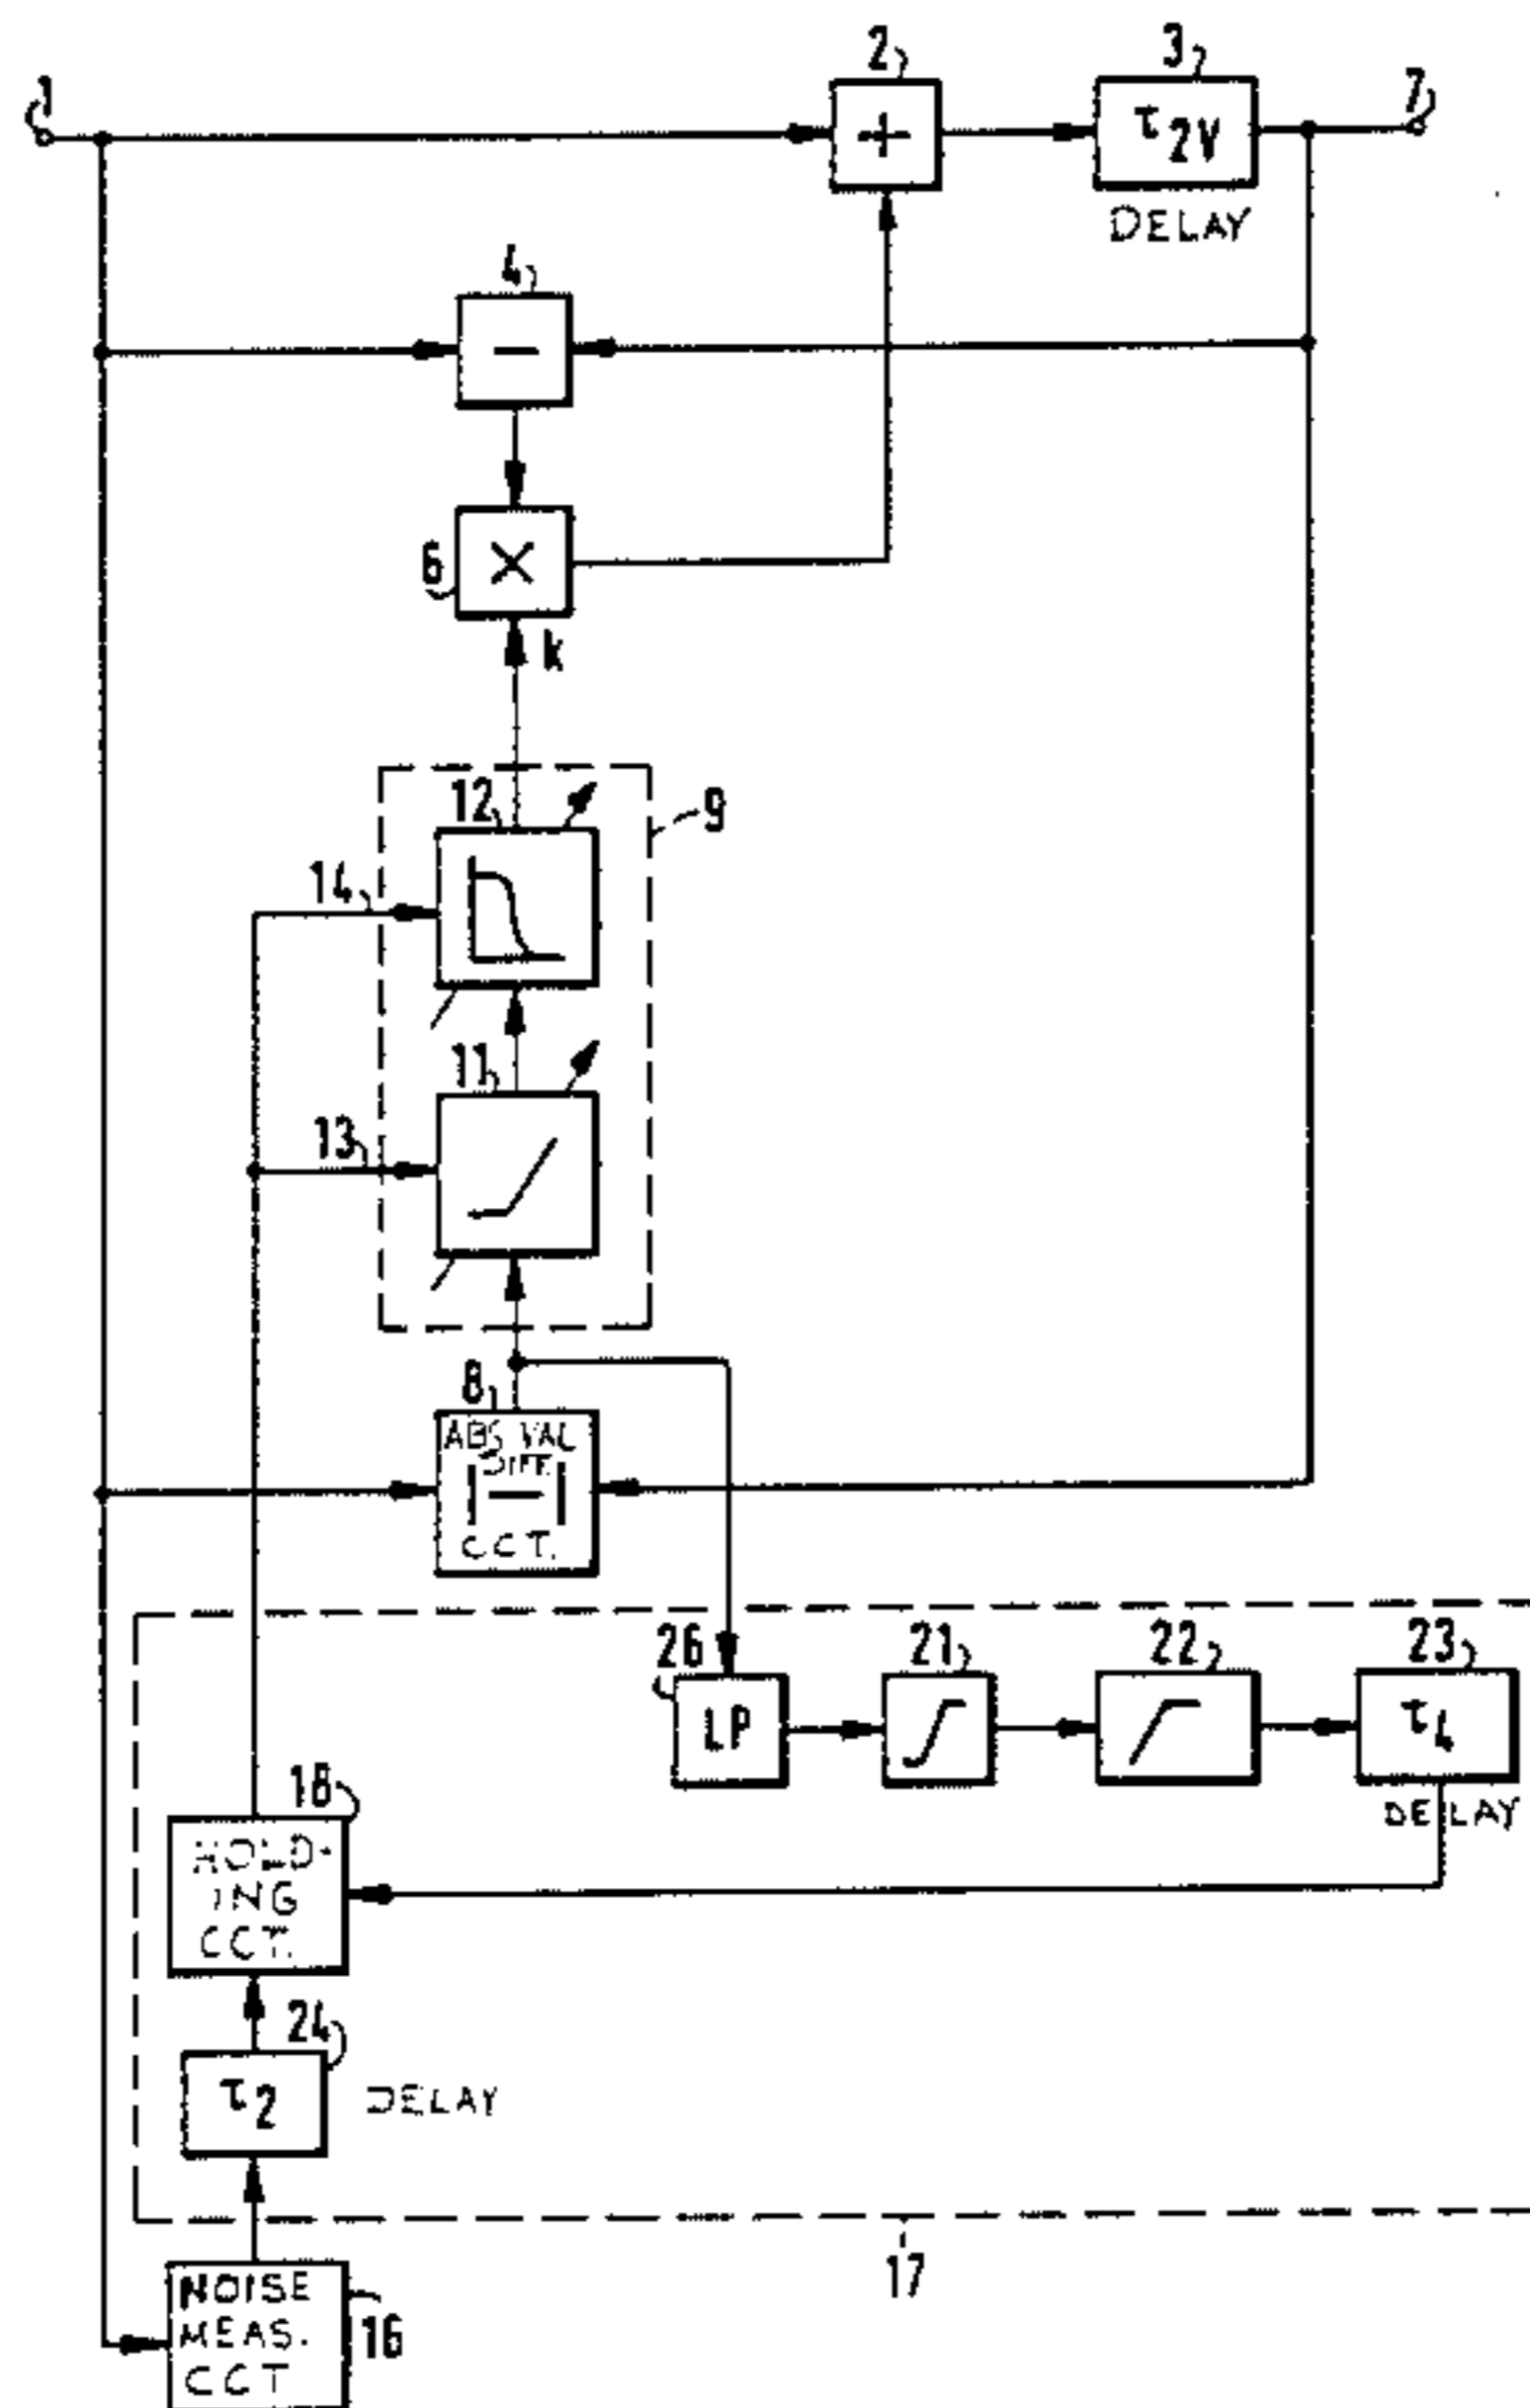 1
2
3
7
+
τ2V
DELAY
4
−
6
×
k
12
9
14
11
13
8
ABS VAL
DIFF.
|—|
CCT.
26
21
22
23
LP
τ4
DELAY
18
HOLD-
ING
CCT.
24
τ2
DELAY
17
NOISE
MEAS.
CCT
16